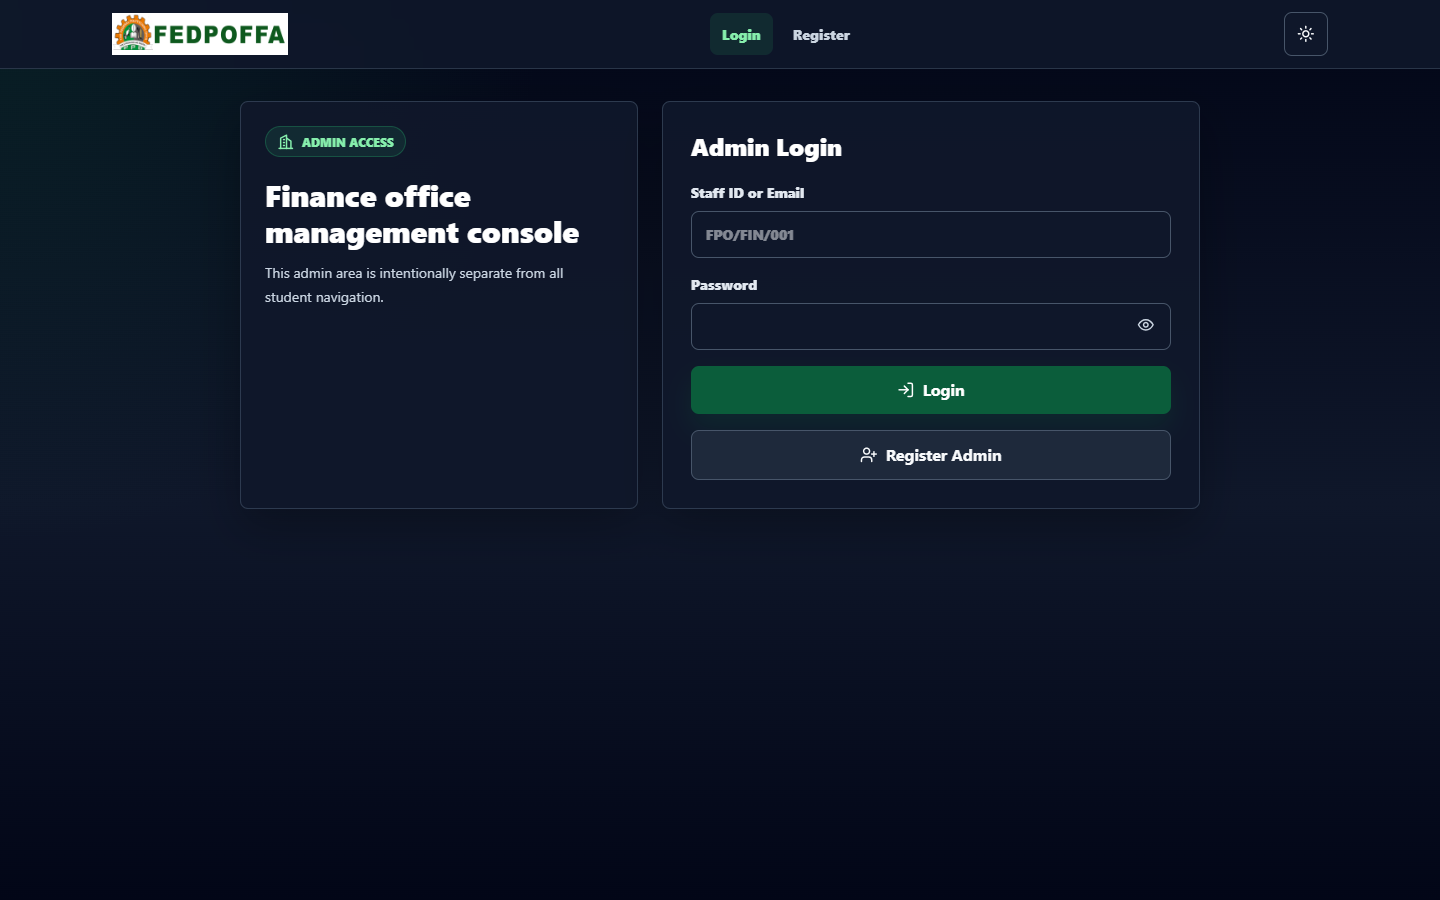 FEDPOFFA
Login
Register
ADMIN ACCESS
Finance office
management console
This admin area is intentionally separate from all
student navigation.
Admin Login
Staff ID or Email
FPO/FIN/001
Password
Login
Register Admin